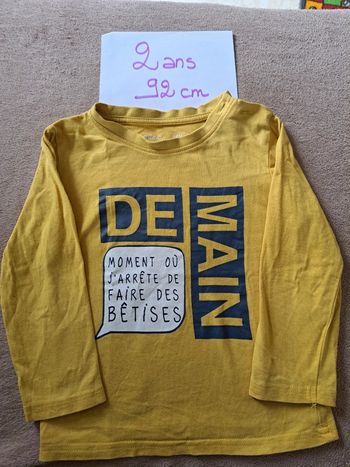 2 ans
92 cm
DE
MAIN
MOMENT OÙ
J'ARRÊTE DE
FAIRE DES
BÊTISES